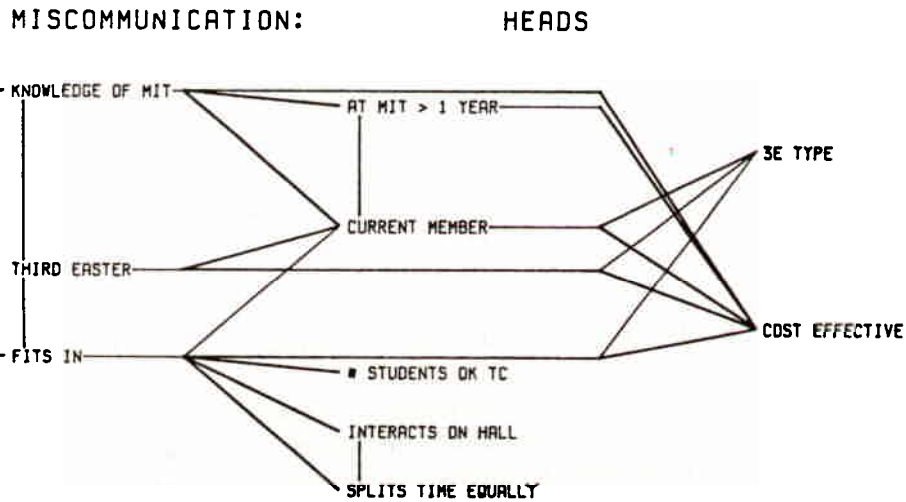 MISCOMMUNICATION: HEADS
KNOWLEDGE OF MIT
AT MIT > 1 YEAR
3E TYPE
CURRENT MEMBER
THIRD EASTER
COST EFFECTIVE
FITS IN
# STUDENTS OK TC
INTERACTS ON HALL
SPLITS TIME EQUALLY